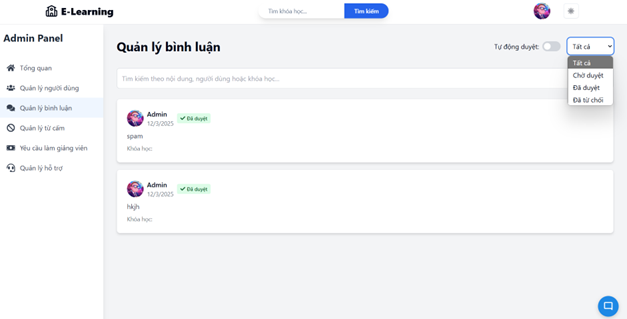 E-Learning
Tìm khóa học...
Tìm kiếm
Admin Panel
Tổng quan
Quản lý người dùng
Quản lý bình luận
Quản lý từ cấm
Yêu cầu làm giảng viên
Quản lý hỗ trợ
Quản lý bình luận
Tự động duyệt:
Tất cả
Tất cả
Chờ duyệt
Đã duyệt
Đã từ chối
Tìm kiếm theo nội dung, người dùng hoặc khóa học...
Admin
12/3/2025
Đã duyệt
spam
Khóa học:
Admin
12/3/2025
Đã duyệt
hkjh
Khóa học: